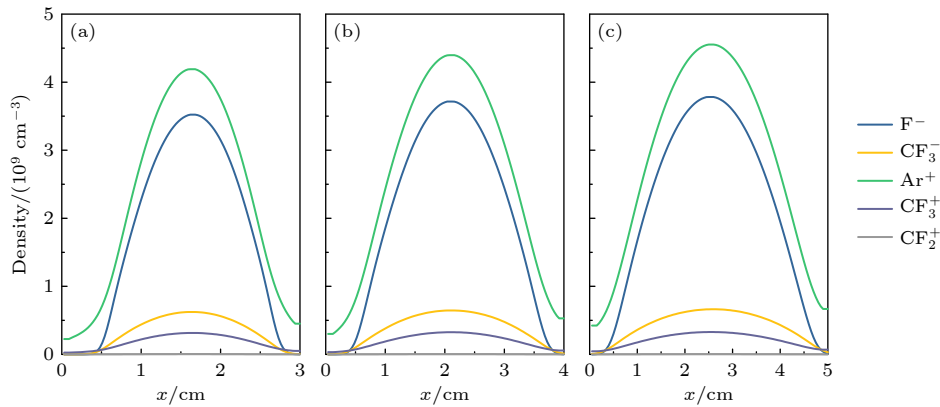 (a)
(b)
(c)
Density/(10⁹ cm⁻³)
5
4
3
2
1
0
0 1 2 3
0 1 2 3 4
0 1 2 3 4 5
x/cm
x/cm
x/cm
F⁻
CF₃⁻
Ar⁺
CF₃⁺
CF₂⁺